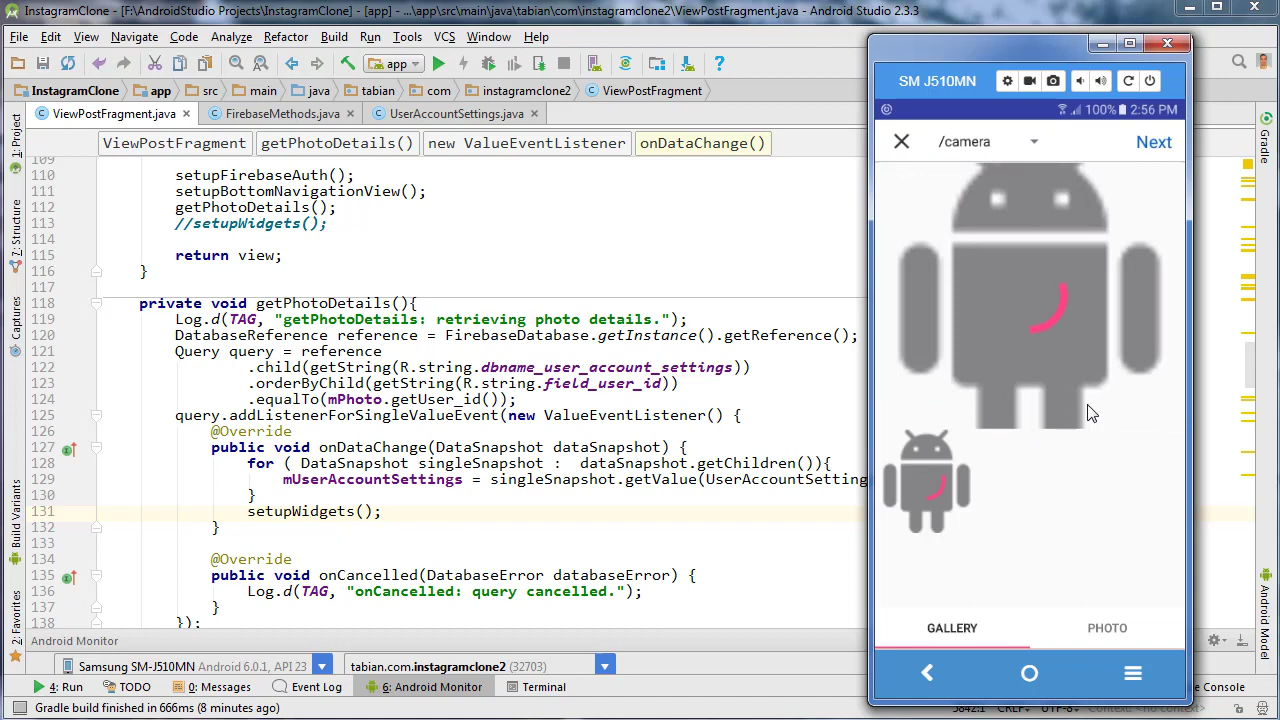 InstagramClone - [F:\AndroidStudio Projects\InstagramClone] - [app] - ...\app\src\main\java\tabian\com\instagramclone2\ViewPostFragment.java - Android Studio 2.3.3
File Edit View Navigate Code Analyze Refactor Build Run Tools VCS Window Help
app
InstagramClone app src main java tabian com instagramclone2 ViewPostFragment
ViewPostFragment.java FirebaseMethods.java UserAccountSettings.java
ViewPostFragment getPhotoDetails() new ValueEventListener onDataChange()
109
110 setupFirebaseAuth();
111 setupBottomNavigationView();
112 getPhotoDetails();
113 //setupWidgets();
114
115 return view;
116 }
117
118 private void getPhotoDetails(){
119 Log.d(TAG, "getPhotoDetails: retrieving photo details.");
120 DatabaseReference reference = FirebaseDatabase.getInstance().getReference();
121 Query query = reference
122 .child(getString(R.string.dbname_user_account_settings))
123 .orderByChild(getString(R.string.field_user_id))
124 .equalTo(mPhoto.getUser_id());
125 query.addListenerForSingleValueEvent(new ValueEventListener() {
126 @Override
127 public void onDataChange(DataSnapshot dataSnapshot) {
128 for ( DataSnapshot singleSnapshot :  dataSnapshot.getChildren()){
129 mUserAccountSettings = singleSnapshot.getValue(UserAccountSetting
130 }
131 setupWidgets();
132 }
133
134 @Override
135 public void onCancelled(DatabaseError databaseError) {
136 Log.d(TAG, "onCancelled: query cancelled.");
137 }
138 });
1: Project
7: Structure
Captures
Build Variants
2: Favorites
Gradle
Android Model
SM J510MN
100% 2:56 PM
/camera Next
GALLERY PHOTO
Android Monitor
Samsung SM-J510MN Android 6.0.1, API 23 tabian.com.instagramclone2 (32703)
4: Run TODO 0: Messages Event Log 6: Android Monitor Terminal Console
Gradle build finished in 666ms (8 minutes ago)